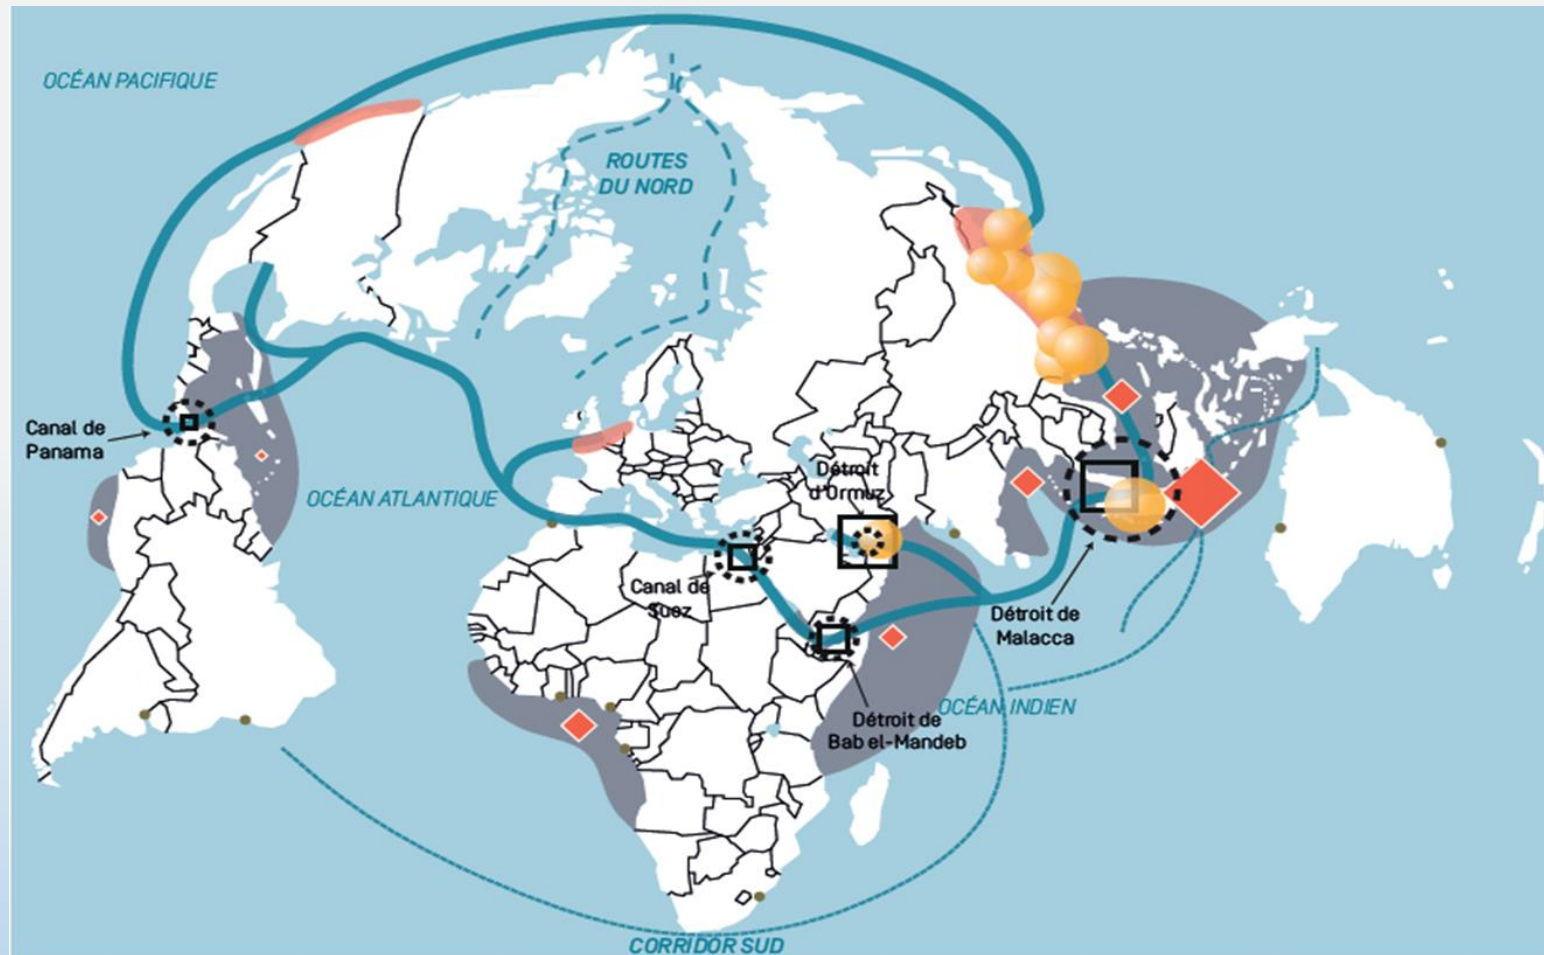 OCÉAN PACIFIQUE
ROUTES
DU NORD
Canal de
Panama
OCÉAN ATLANTIQUE
Détroit
d'Ormuz
Canal de
Suez
Détroit de
Malacca
OCÉAN INDIEN
Détroit de
Bab el-Mandeb
CORRIDOR SUD